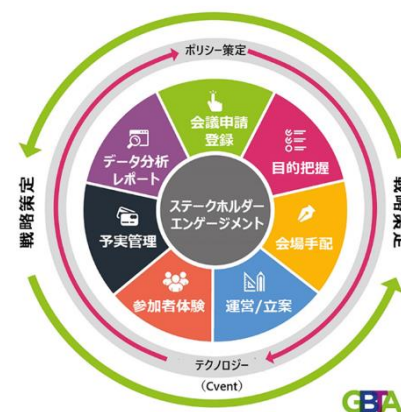 ポリシー策定
会議申請
登録
データ分析
レポート
目的把握
戦略策定
ステークホルダー
エンゲージメント
戦略策定
予実管理
会場手配
参加者体験
運営/立案
テクノロジー
(Cvent)
GBTA